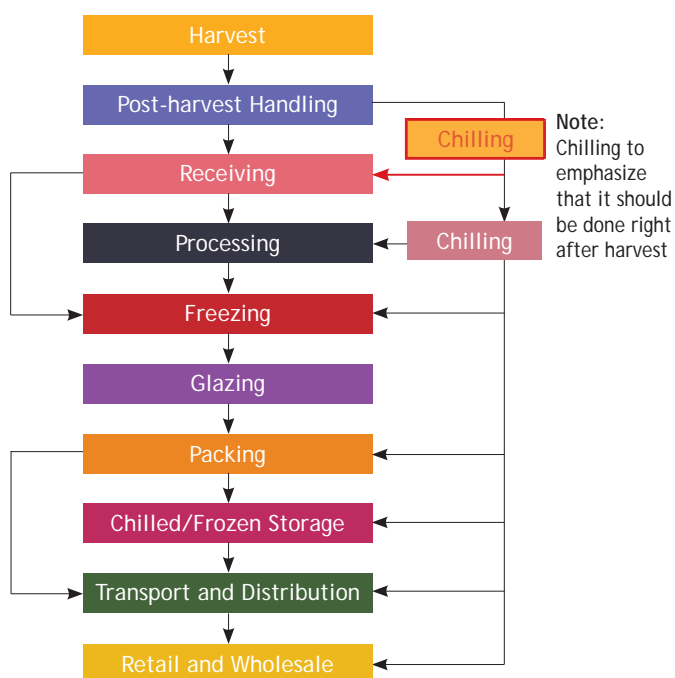 Harvest
Post-harvest Handling
Chilling
Note:
Chilling to
emphasize
that it should
be done right
after harvest
Receiving
Processing
Chilling
Freezing
Glazing
Packing
Chilled/Frozen Storage
Transport and Distribution
Retail and Wholesale